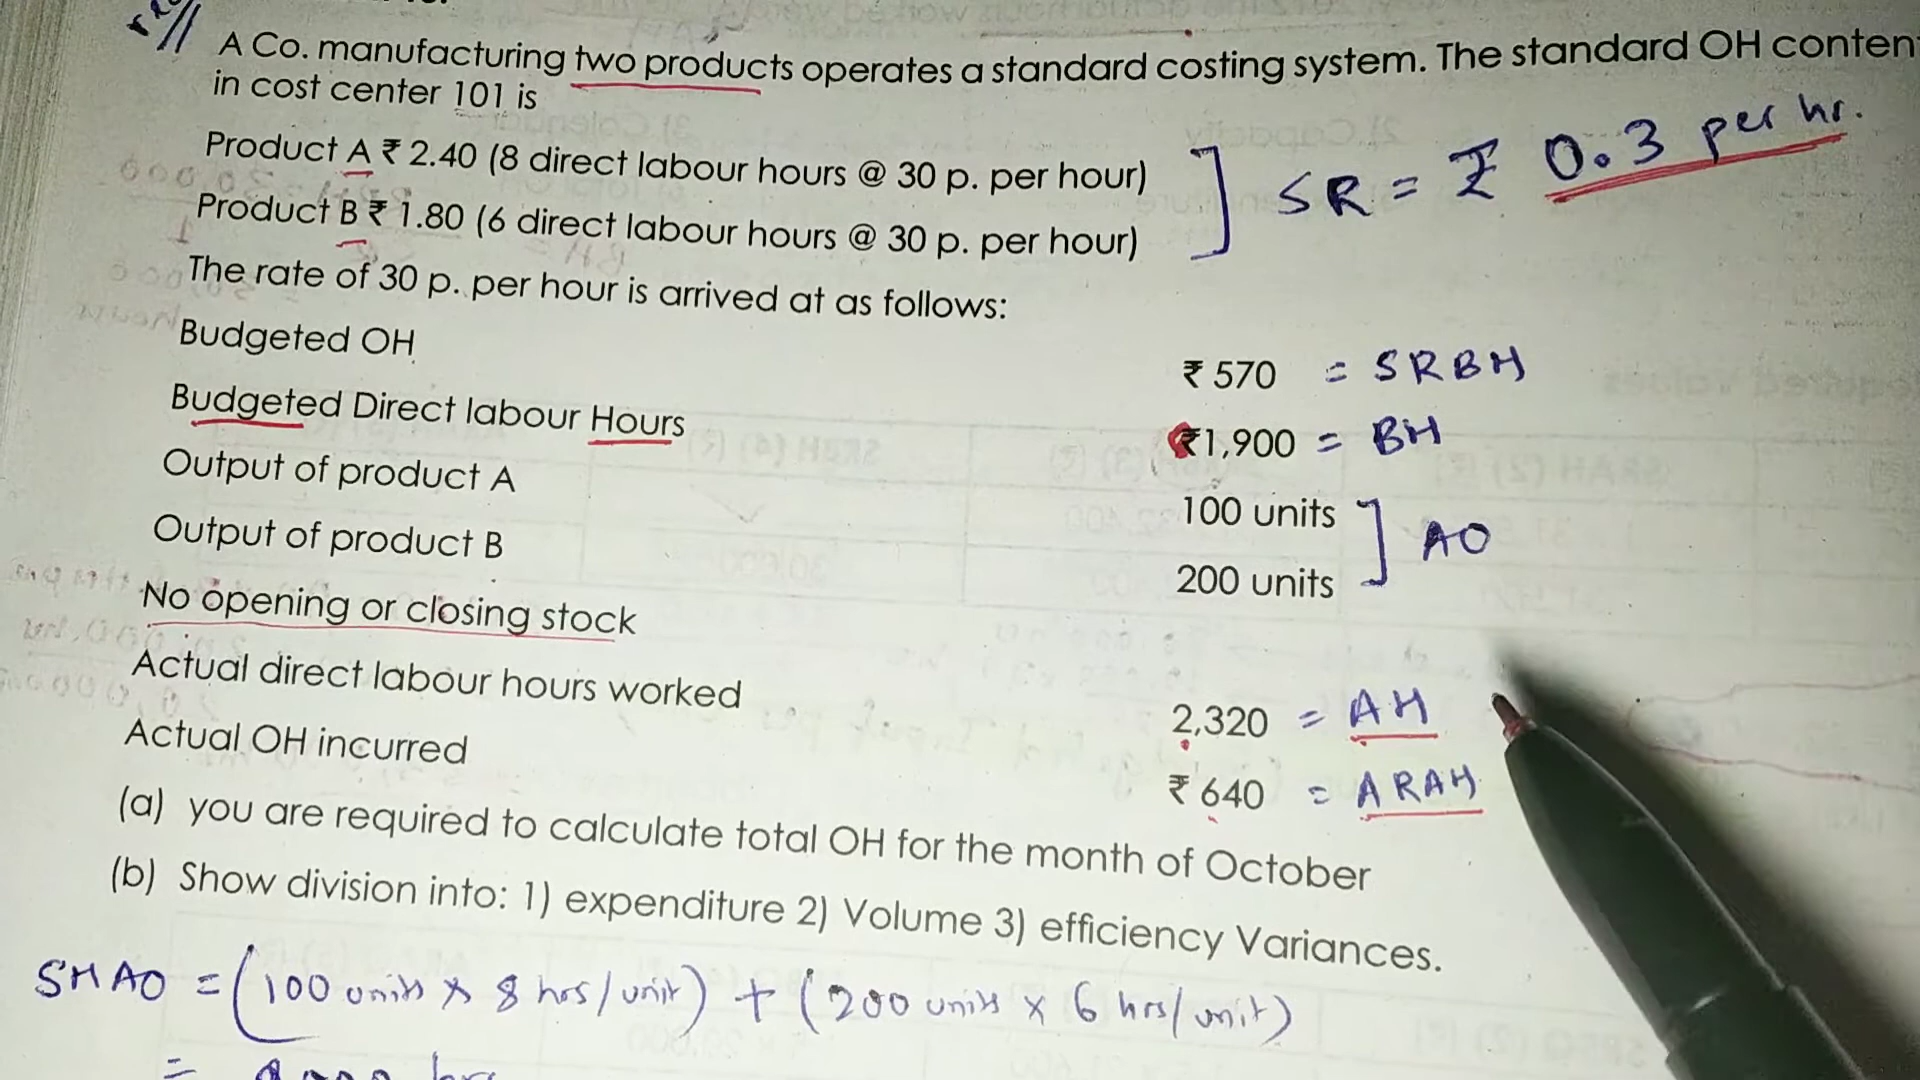 A Co. manufacturing two products operates a standard costing system. The standard OH conten
in cost center 101 is
Product A ₹ 2.40 (8 direct labour hours @ 30 p. per hour)
Product B ₹ 1.80 (6 direct labour hours @ 30 p. per hour)
] SR = ₹ 0.3 per hr.
The rate of 30 p. per hour is arrived at as follows:
Budgeted OH ₹ 570 = SRBH
Budgeted Direct labour Hours ₹1,900 = BH
Output of product A 100 units
Output of product B 200 units
] AO
No opening or closing stock
Actual direct labour hours worked 2,320 = AH
Actual OH incurred ₹ 640 = ARAH
(a) you are required to calculate total OH for the month of October
(b) Show division into: 1) expenditure 2) Volume 3) efficiency Variances.
SHAO = (100 units × 8 hrs/unit) + (200 units × 6 hrs/unit)
=